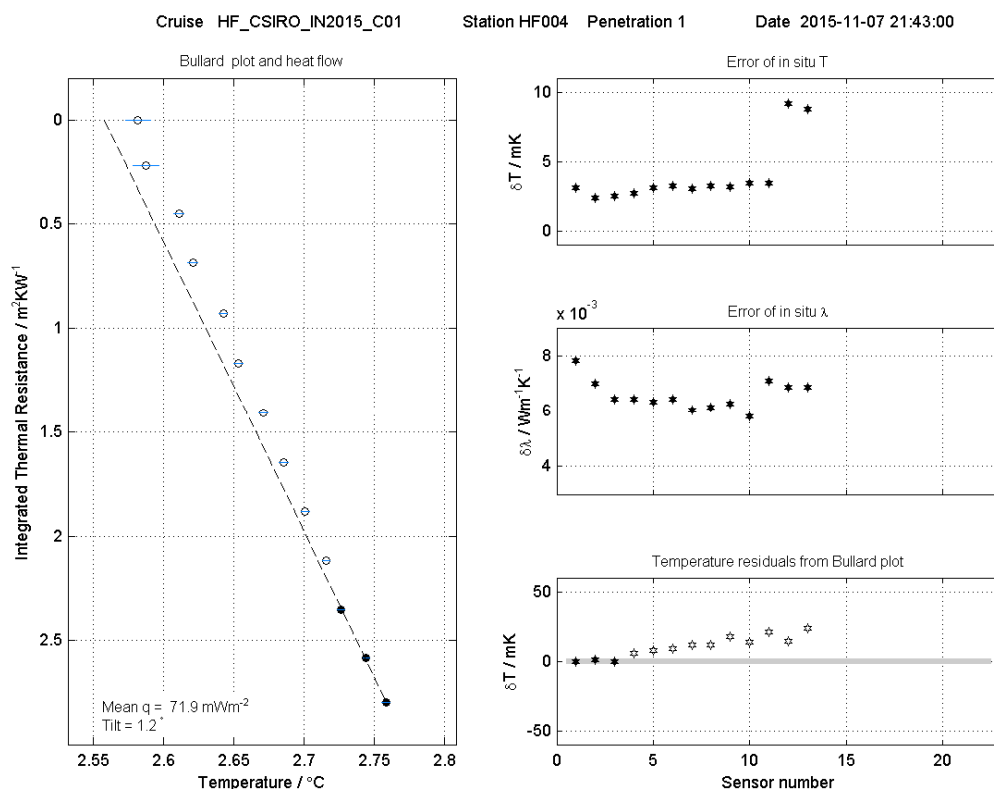 Cruise HF_CSIRO_IN2015_C01 Station HF004 Penetration 1 Date 2015-11-07 21:43:00
Bullard plot and heat flow
Integrated Thermal Resistance / m²KW⁻¹
0
0.5
1
1.5
2
2.5
Mean q = 71.9 mWm⁻²
Tilt = 1.2°
2.55 2.6 2.65 2.7 2.75 2.8
Temperature / °C
Error of in situ T
δT / mK
10
5
0
Error of in situ λ
x 10⁻³
δλ / Wm⁻¹K⁻¹
8
6
4
Temperature residuals from Bullard plot
δT / mK
50
0
-50
0 5 10 15 20
Sensor number